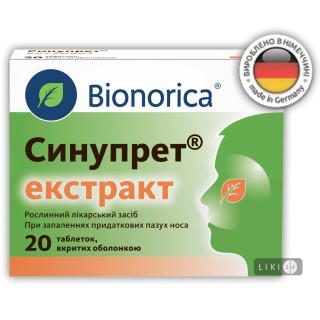 ВИРОБЛЕНО В НІМЕЧЧИНІ
made in Germany
Bionorica®
Синупрет®
екстракт
Рослинний лікарський засіб
При запаленнях придаткових пазух носа
20 таблеток,
вкритих оболонкою
LIKI